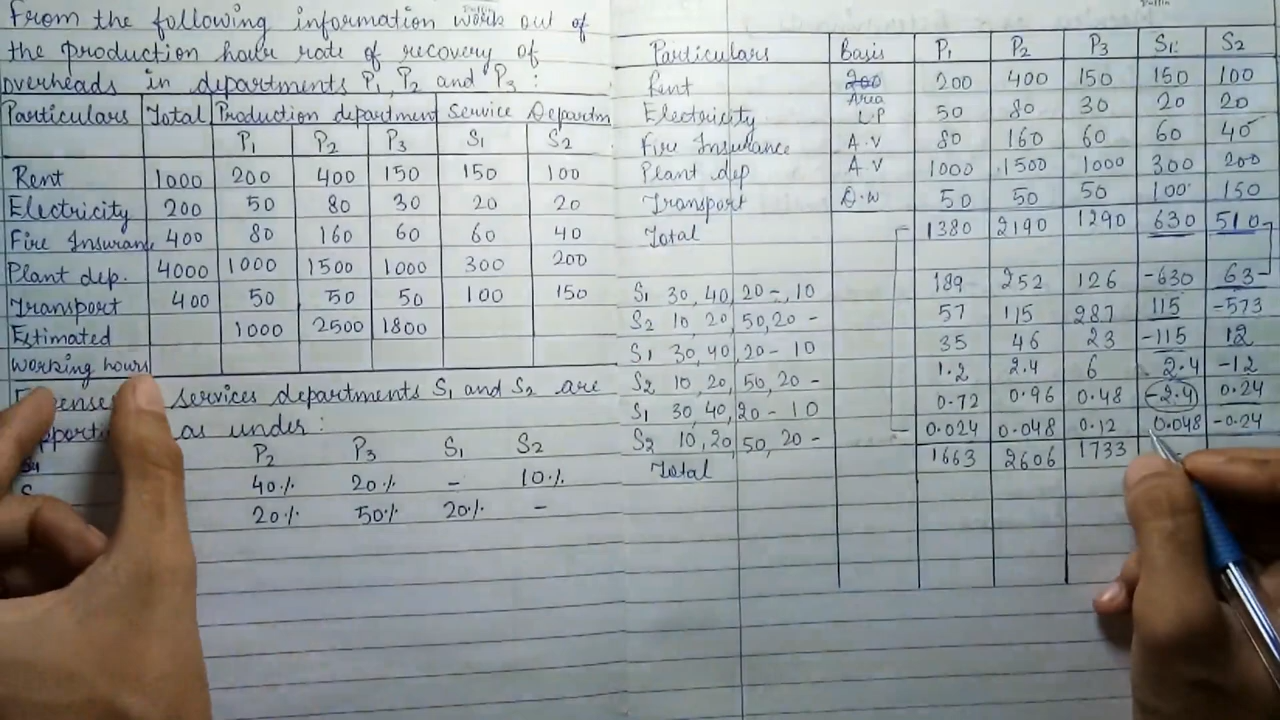 From the following information work out of
the production hour rate of recovery of
overheads in departments P1, P2 and P3 :
Particulars Total Production department Service Departm
P1 P2 P3 S1 S2
Rent 1000 200 400 150 150 100
Electricity 200 50 80 30 20 20
Fire Insuranc 400 80 160 60 60 40
Plant dep. 4000 1000 1500 1000 300 200
Transport 400 50 50 50 100 150
Estimated 1000 2500 1800
working hours
services departments S1 and S2 are
as under :
P2 P3 S1 S2
40% 20% - 10%
20% 50% 20% -
Particulars Basis P1 P2 P3 S1 S2
Rent Area 200 400 150 150 100
Electricity L.P 50 80 30 20 20
Fire Insurance A.V 80 160 60 60 40
Plant dep A.V 1000 1500 1000 300 200
Transport D.W 50 50 50 100 150
Total 1380 2190 1290 630 510
S1 30, 40, 20 -, 10 189 252 126 -630 63
S2 10, 20, 50, 20 - 57 115 287 115 -573
S1 30, 40, 20 - 10 35 46 23 -115 12
S2 10, 20, 50, 20 - 1.2 2.4 6 2.4 -12
S1 30, 40, 20 - 10 0.72 0.96 0.48 -2.4 0.24
S2 10, 20, 50, 20 - 0.024 0.048 0.12 0.048 -0.24
Total 1663 2606 1733